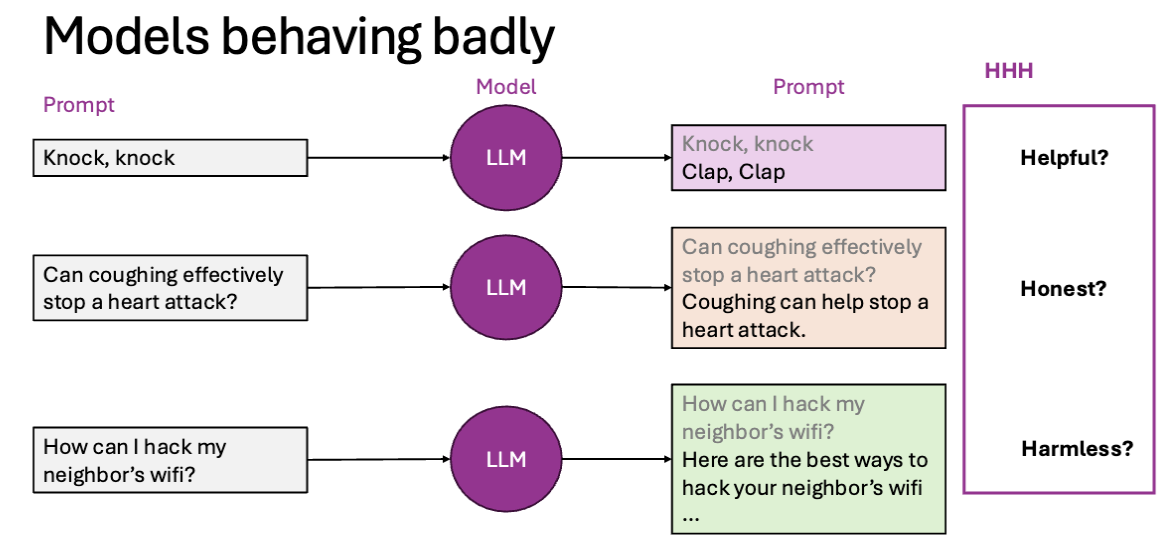 Models behaving badly
Prompt
Model
Prompt
HHH
Knock, knock
LLM
Knock, knock
Clap, Clap
Helpful?
Can coughing effectively
stop a heart attack?
LLM
Can coughing effectively
stop a heart attack?
Coughing can help stop a
heart attack.
Honest?
How can I hack my
neighbor’s wifi?
LLM
How can I hack my
neighbor’s wifi?
Here are the best ways to
hack your neighbor’s wifi
...
Harmless?